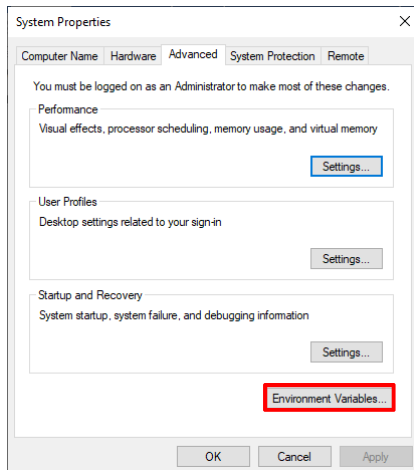 System Properties
Computer Name Hardware Advanced System Protection Remote
You must be logged on as an Administrator to make most of these changes.
Performance
Visual effects, processor scheduling, memory usage, and virtual memory
Settings...
User Profiles
Desktop settings related to your sign-in
Settings...
Startup and Recovery
System startup, system failure, and debugging information
Settings...
Environment Variables...
OK Cancel Apply